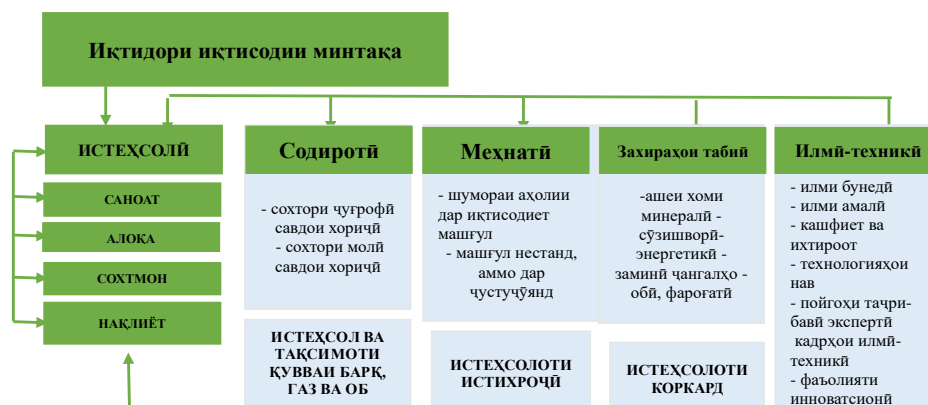 Иқтидори иқтисодии минтақа
ИСТЕҲСОЛӢ
САНОАТ
АЛОҚА
СОХТМОН
НАҚЛИЁТ
Содиротӣ
- сохтори ҷуғрофӣ
савдои хориҷӣ
- сохтори молӣ
савдои хориҷӣ
ИСТЕҲСОЛ ВА
ТАҚСИМОТИ
ҚУВВАИ БАРҚ,
ГАЗ ВА ОБ
Меҳнатӣ
- шумораи аҳолии
дар иқтисодиет
машғул
- машғул нестанд,
аммо дар
ҷустуҷӯянд
ИСТЕҲСОЛОТИ
ИСТИХРОҶӢ
Захираҳои табиӣ
-ашеи хоми
минералӣ -
сӯзишворӣ-
энергетикӣ -
заминӣ ҷангалҳо -
обӣ, фароғатӣ
ИСТЕҲСОЛОТИ
КОРКАРД
Илмӣ-техникӣ
- илми бунедӣ
- илми амалӣ
- кашфиет ва
ихтироот
- технологияҳои
нав
- пойгоҳи таҷри-
бавӣ экспертӣ
кадрҳои илмӣ-
техникӣ
- фаъолияти
инноватсионӣ